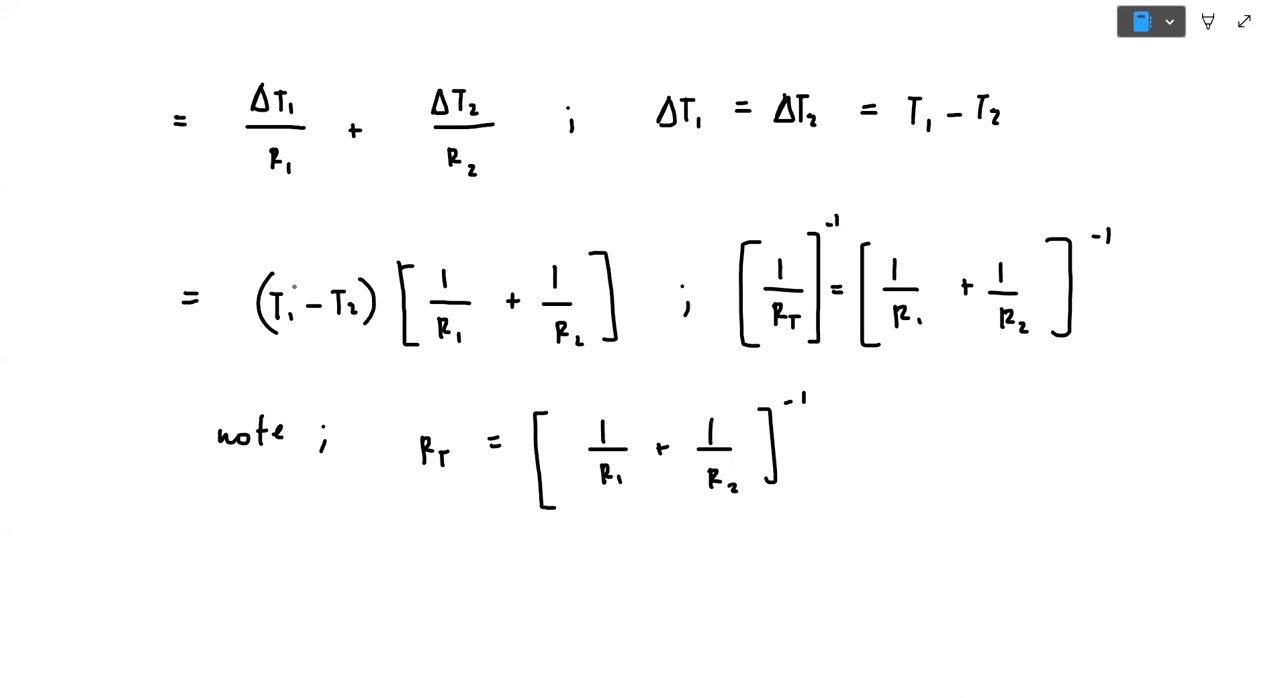 = ΔT₁/R₁ + ΔT₂/R₂ ; ΔT₁ = ΔT₂ = T₁ - T₂
= (T₁ - T₂) [1/R₁ + 1/R₂] ; [1/R_T]⁻¹ = [1/R₁ + 1/R₂]⁻¹
note ; R_T = [1/R₁ + 1/R₂]⁻¹